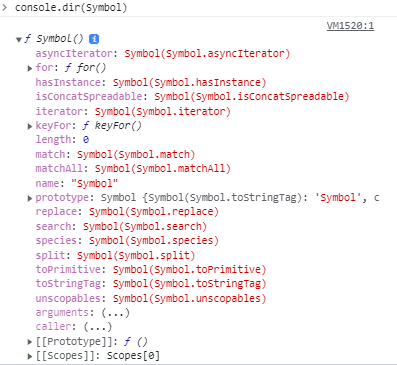 > console.dir(Symbol)
VM1520:1
▼ƒ Symbol() i
asyncIterator: Symbol(Symbol.asyncIterator)
▶ for: ƒ for()
hasInstance: Symbol(Symbol.hasInstance)
isConcatSpreadable: Symbol(Symbol.isConcatSpreadable)
iterator: Symbol(Symbol.iterator)
▶ keyFor: ƒ keyFor()
length: 0
match: Symbol(Symbol.match)
matchAll: Symbol(Symbol.matchAll)
name: "Symbol"
▶ prototype: Symbol {Symbol(Symbol.toStringTag): 'Symbol', c
replace: Symbol(Symbol.replace)
search: Symbol(Symbol.search)
species: Symbol(Symbol.species)
split: Symbol(Symbol.split)
toPrimitive: Symbol(Symbol.toPrimitive)
toStringTag: Symbol(Symbol.toStringTag)
unscopables: Symbol(Symbol.unscopables)
arguments: (...)
caller: (...)
▶ [[Prototype]]: ƒ ()
▶ [[Scopes]]: Scopes[0]